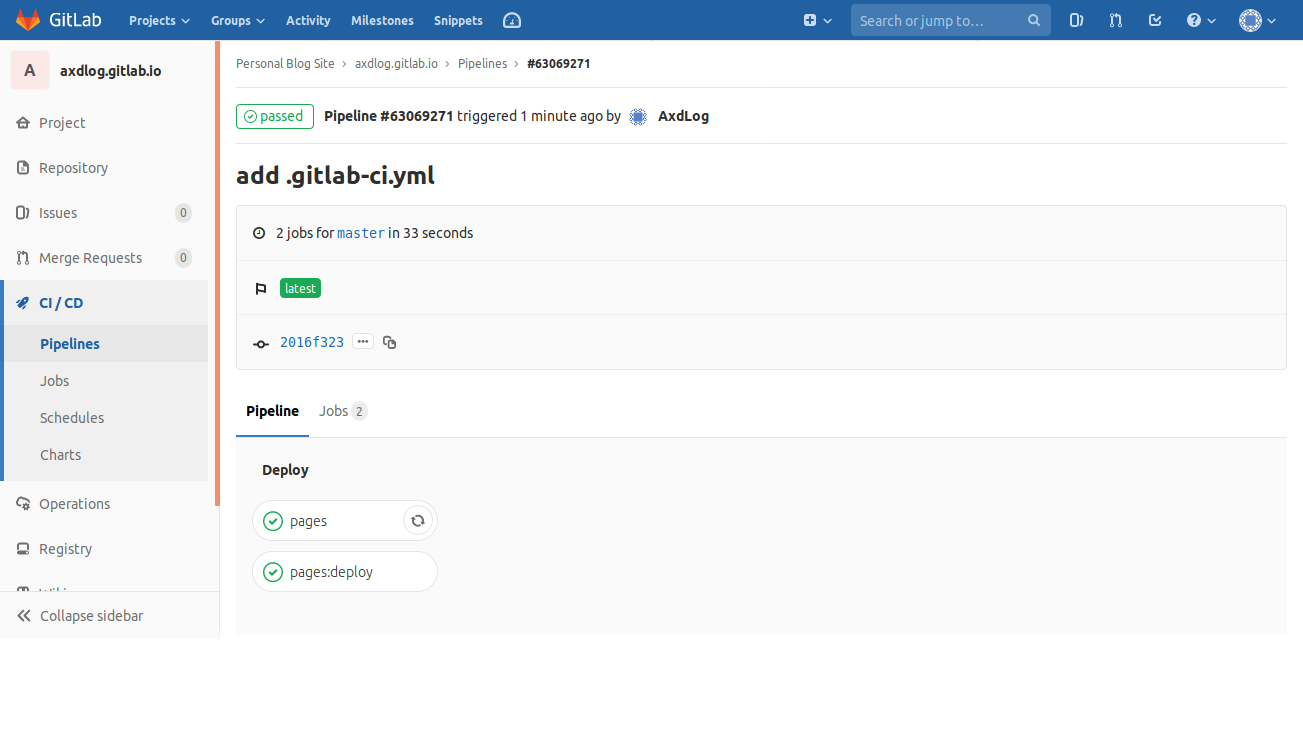 GitLab Projects Groups Activity Milestones Snippets Search or jump to…
A axdlog.gitlab.io
Project
Repository
Issues 0
Merge Requests 0
CI / CD
Pipelines
Jobs
Schedules
Charts
Operations
Registry
Collapse sidebar
Personal Blog Site › axdlog.gitlab.io › Pipelines › #63069271
passed Pipeline #63069271 triggered 1 minute ago by AxdLog
add .gitlab-ci.yml
2 jobs for master in 33 seconds
latest
2016f323 •••
Pipeline Jobs 2
Deploy
pages
pages:deploy